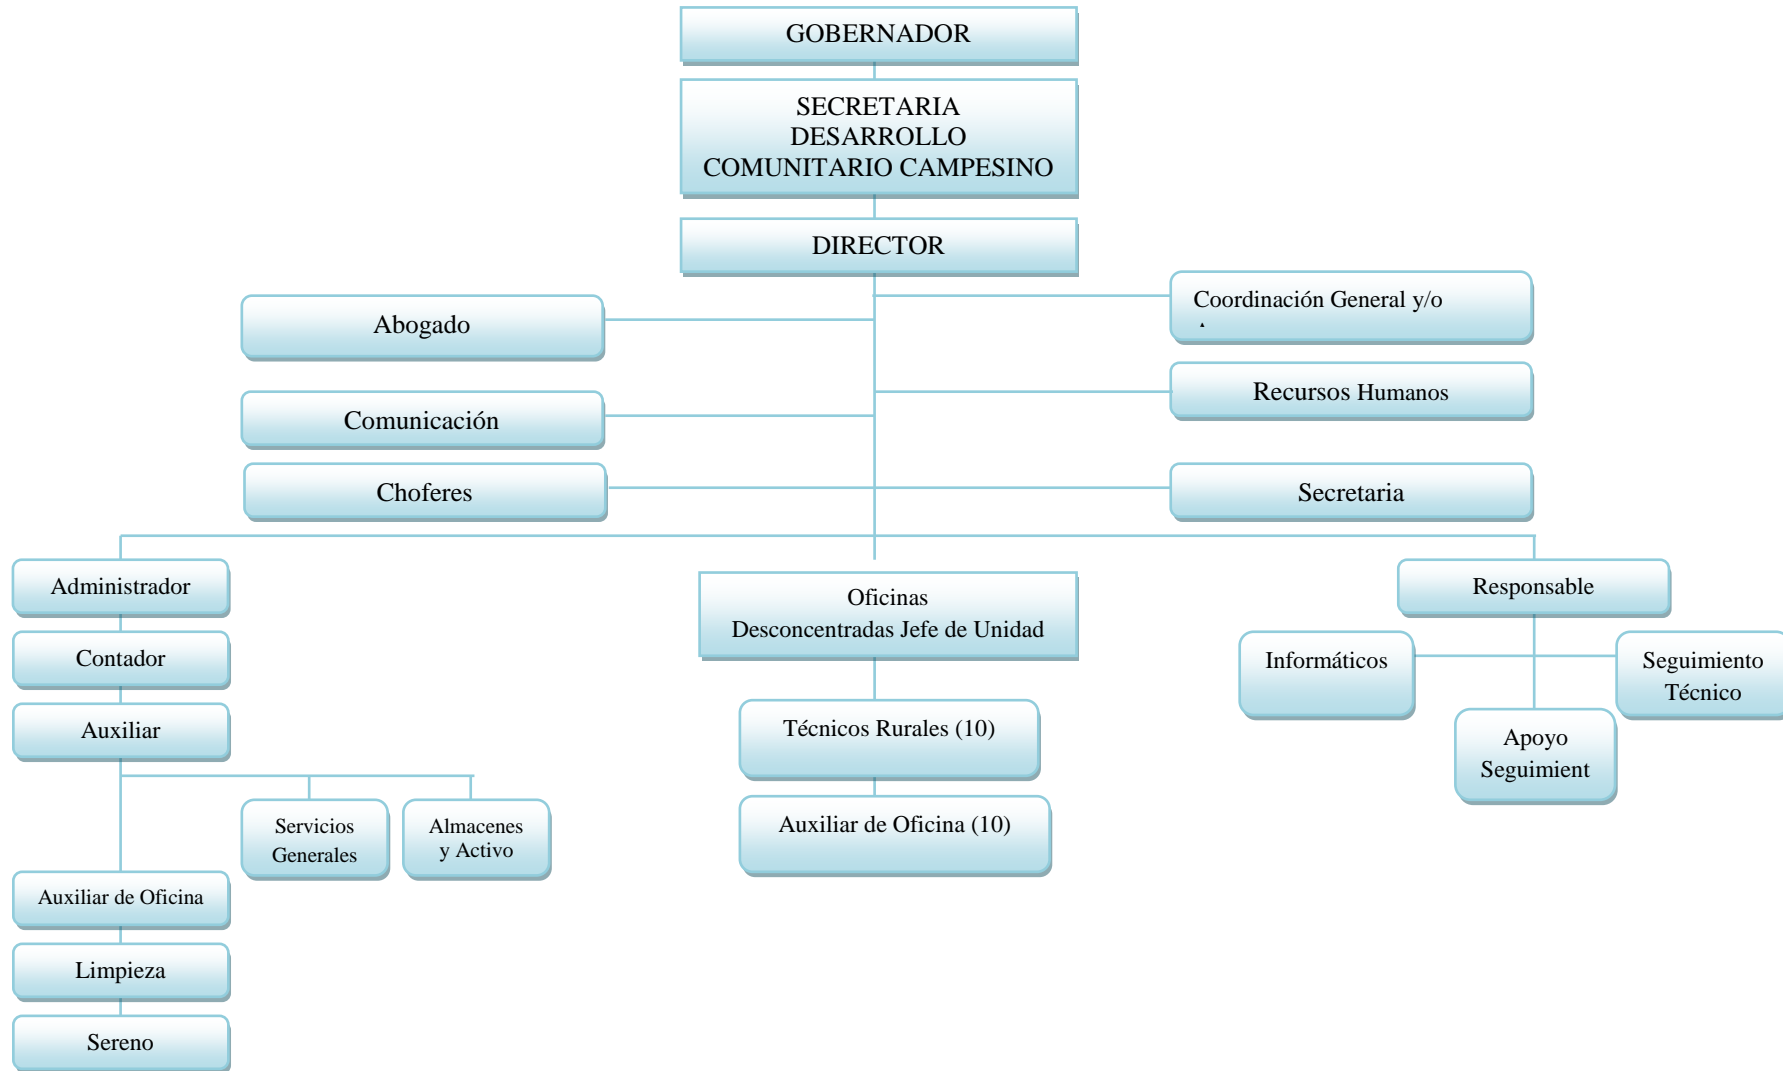 GOBERNADOR
SECRETARIA
DESARROLLO
COMUNITARIO CAMPESINO
DIRECTOR
Abogado
Coordinación General y/o
Comunicación
Recursos Humanos
Choferes
Secretaria
Administrador
Contador
Auxiliar
Servicios
Generales
Almacenes
y Activo
Auxiliar de Oficina
Limpieza
Sereno
Oficinas
Desconcentradas Jefe de Unidad
Técnicos Rurales (10)
Auxiliar de Oficina (10)
Responsable
Informáticos
Seguimiento
Técnico
Apoyo
Seguimient